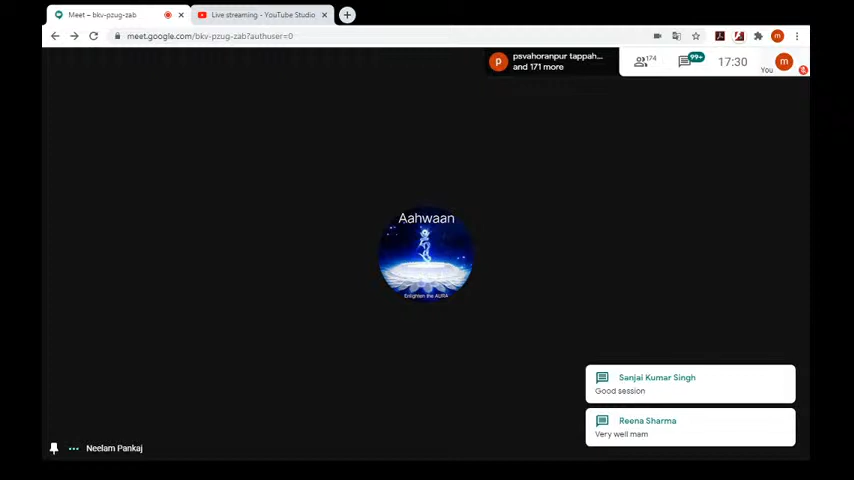 Meet – bkv-pzug-zab
Live streaming - YouTube Studio
meet.google.com/bkv-pzug-zab?authuser=0
m
p
psvahoranpur tappah...
and 171 more
174
99+
17:30
You
m
Aahwaan
Enlighten the AURA
Sanjai Kumar Singh
Good session
Reena Sharma
Very well mam
Neelam Pankaj